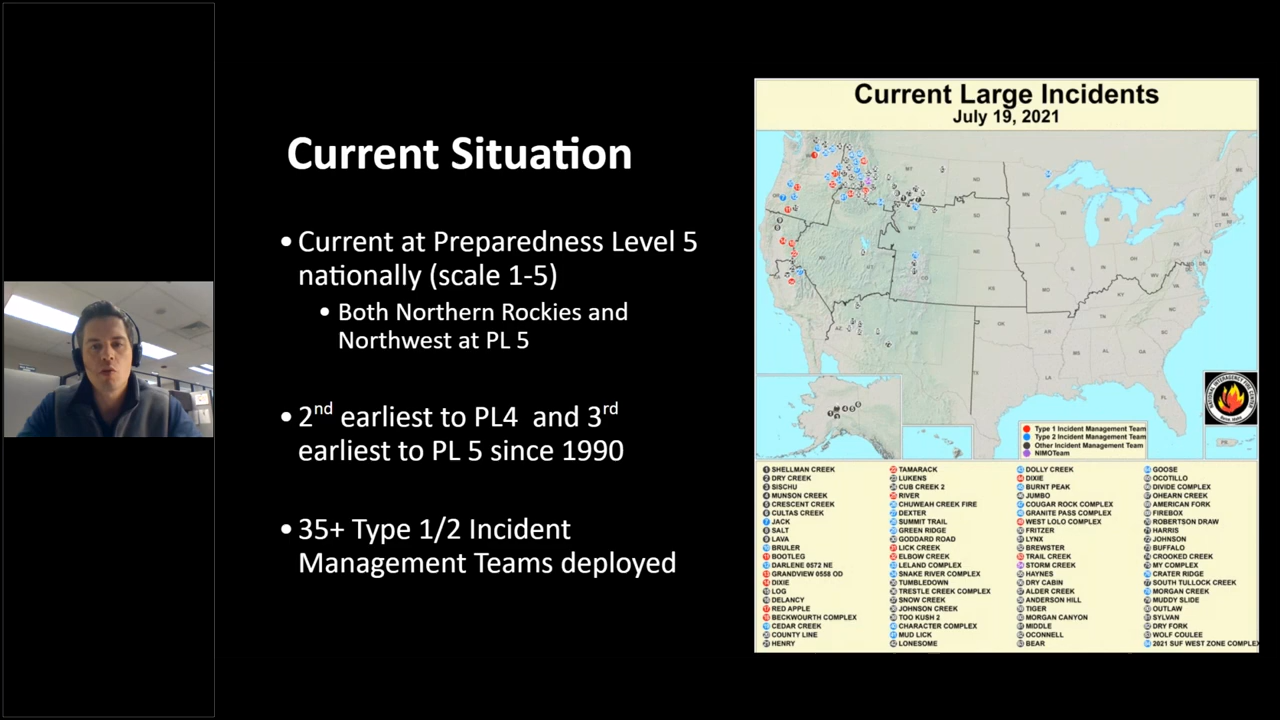 Current Situation
• Current at Preparedness Level 5
nationally (scale 1-5)
• Both Northern Rockies and
Northwest at PL 5
• 2nd earliest to PL4 and 3rd
earliest to PL 5 since 1990
• 35+ Type 1/2 Incident
Management Teams deployed
Current Large Incidents
July 19, 2021
Type 1 Incident Management Team
Type 2 Incident Management Team
Other Incident Management Team
NIMOTeam
SHELLMAN CREEK
DRY CREEK
SISCHU
MUNSON CREEK
CRESCENT CREEK
CULTAS CREEK
JACK
SALT
LAVA
BRULER
BOOTLEG
DARLENE 0572 NE
GRANDVIEW 0558 OD
DIXIE
LOG
DELANCY
RED APPLE
BECKWOURTH COMPLEX
CEDAR CREEK
COUNTY LINE
HENRY
TAMARACK
LUKENS
CUB CREEK 2
RIVER
CHUWEAH CREEK FIRE
DEXTER
SUMMIT TRAIL
GREEN RIDGE
GODDARD ROAD
LICK CREEK
ELBOW CREEK
LELAND COMPLEX
SNAKE RIVER COMPLEX
TUMBLEDOWN
TRESTLE CREEK COMPLEX
SNOW CREEK
JOHNSON CREEK
TOO KUSH 2
CHARACTER COMPLEX
MUD LICK
LONESOME
DOLLY CREEK
DIXIE
BURNT PEAK
JUMBO
COUGAR ROCK COMPLEX
GRANITE PASS COMPLEX
WEST LOLO COMPLEX
FRITZER
LYNX
BREWSTER
TRAIL CREEK
STORM CREEK
HAYNES
DRY CABIN
ALDER CREEK
ANDERSON HILL
TIGER
MORGAN CANYON
MIDDLE
OCONNELL
BEAR
GOOSE
OCOTILLO
DIVIDE COMPLEX
OHEARN CREEK
AMERICAN FORK
FIREBOX
ROBERTSON DRAW
HARRIS
JOHNSON
BUFFALO
CROOKED CREEK
MY COMPLEX
CRATER RIDGE
SOUTH TULLOCK CREEK
MORGAN CREEK
MUDDY SLIDE
OUTLAW
SYLVAN
DRY FORK
WOLF COULEE
2021 SUF WEST ZONE COMPLEX